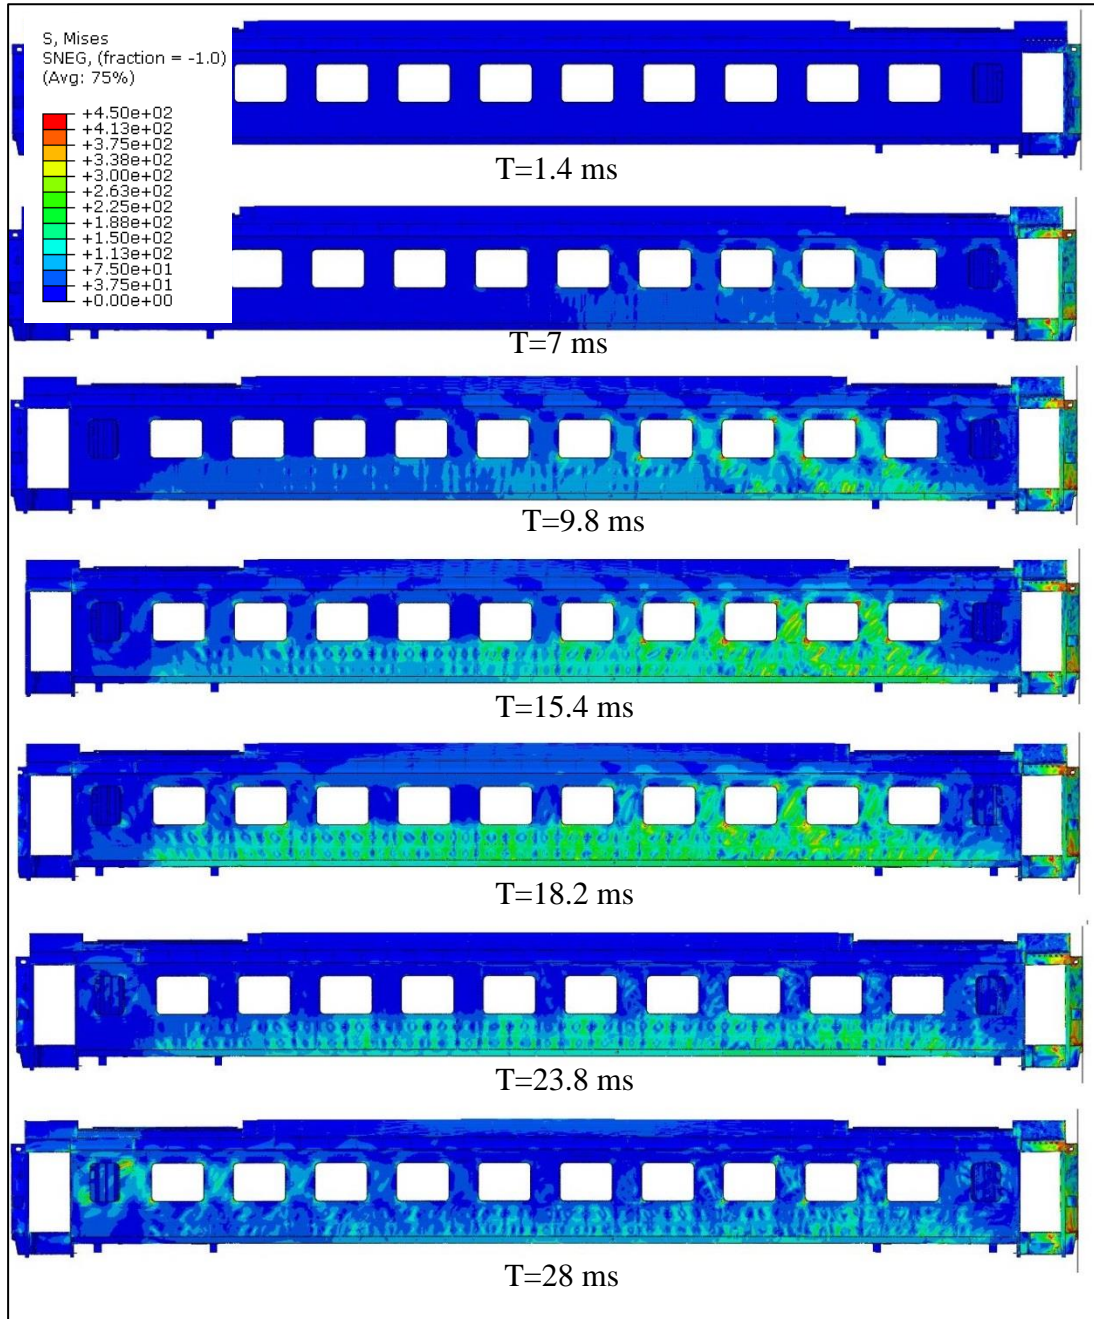 S, Mises
SNEG, (fraction = -1.0)
(Avg: 75%)
+4.50e+02
+4.13e+02
+3.75e+02
+3.38e+02
+3.00e+02
+2.63e+02
+2.25e+02
+1.88e+02
+1.50e+02
+1.13e+02
+7.50e+01
+3.75e+01
+0.00e+00
T=1.4 ms
T=7 ms
T=9.8 ms
T=15.4 ms
T=18.2 ms
T=23.8 ms
T=28 ms